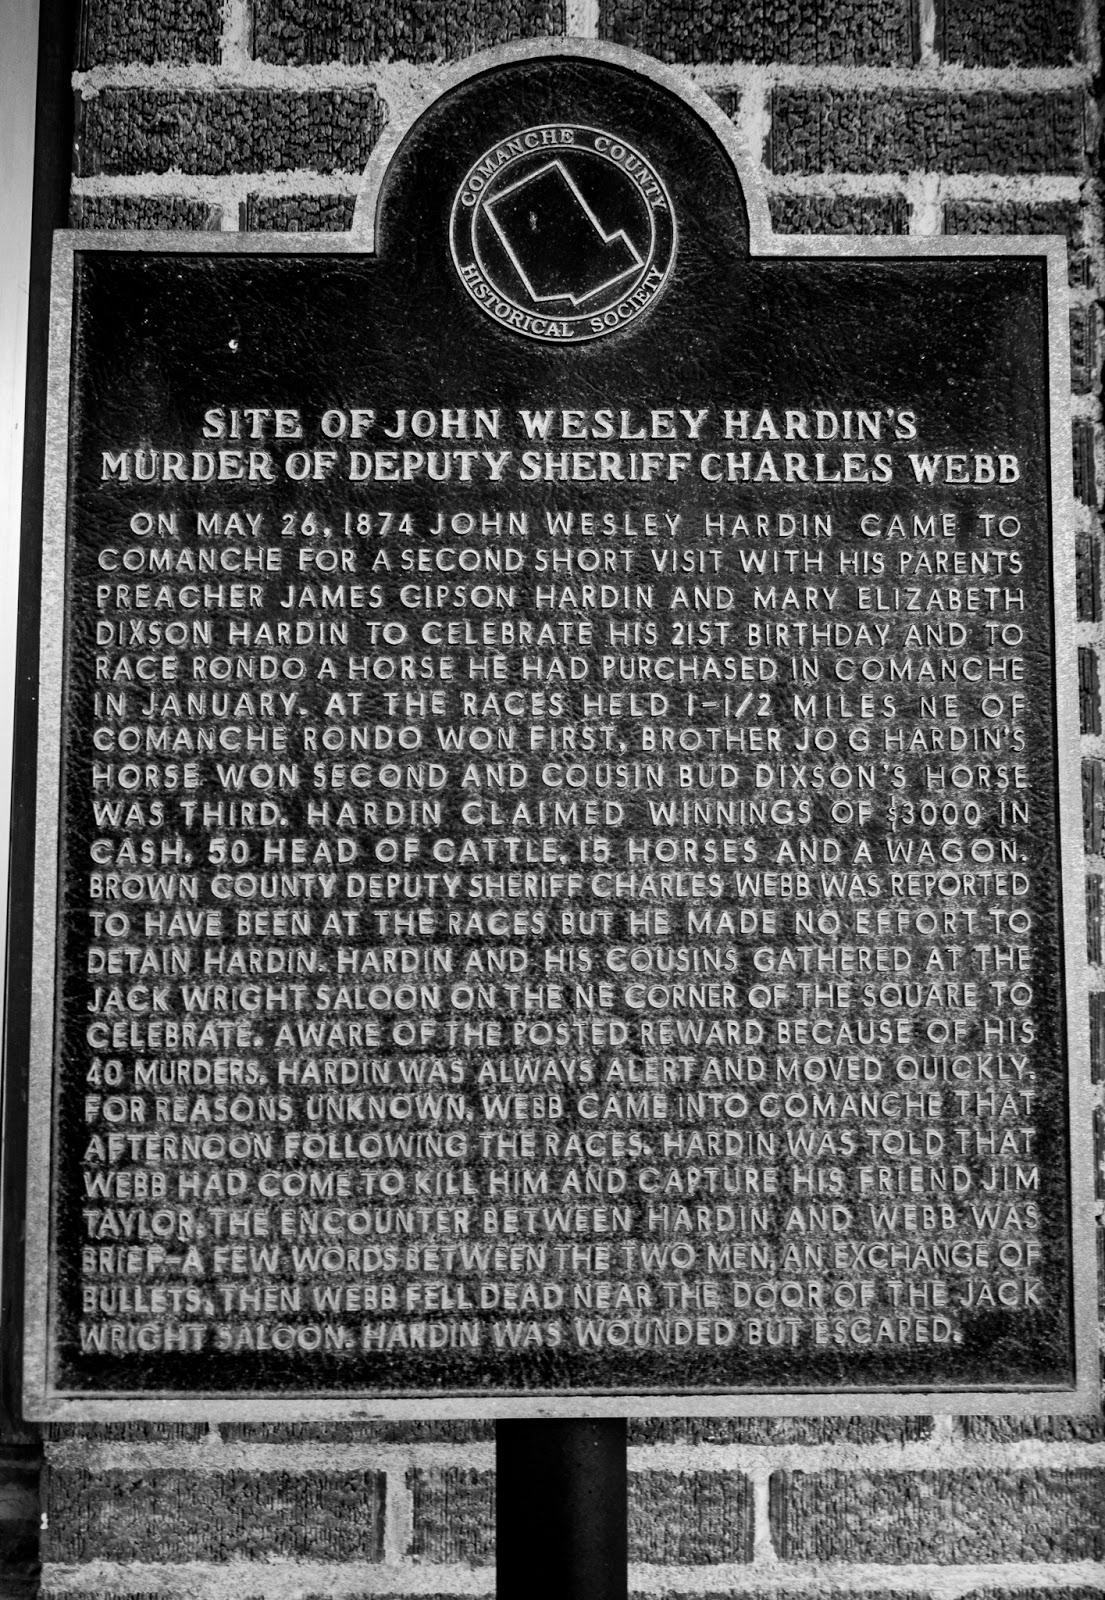 COMANCHE COUNTY
HISTORICAL SOCIETY
SITE OF JOHN WESLEY HARDIN'S
MURDER OF DEPUTY SHERIFF CHARLES WEBB
ON MAY 26, 1874 JOHN WESLEY HARDIN CAME TO
COMANCHE FOR A SECOND SHORT VISIT WITH HIS PARENTS
PREACHER JAMES GIPSON HARDIN AND MARY ELIZABETH
DIXSON HARDIN TO CELEBRATE HIS 21ST BIRTHDAY AND TO
RACE RONDO A HORSE HE HAD PURCHASED IN COMANCHE
IN JANUARY. AT THE RACES HELD 1-1/2 MILES NE OF
COMANCHE RONDO WON FIRST, BROTHER JO G HARDIN'S
HORSE WON SECOND AND COUSIN BUD DIXSON'S HORSE
WAS THIRD. HARDIN CLAIMED WINNINGS OF $3000 IN
CASH, 50 HEAD OF CATTLE, 15 HORSES AND A WAGON.
BROWN COUNTY DEPUTY SHERIFF CHARLES WEBB WAS REPORTED
TO HAVE BEEN AT THE RACES BUT HE MADE NO EFFORT TO
DETAIN HARDIN. HARDIN AND HIS COUSINS GATHERED AT THE
JACK WRIGHT SALOON ON THE NE CORNER OF THE SQUARE TO
CELEBRATE. AWARE OF THE POSTED REWARD BECAUSE OF HIS
40 MURDERS, HARDIN WAS ALWAYS ALERT AND MOVED QUICKLY.
FOR REASONS UNKNOWN, WEBB CAME INTO COMANCHE THAT
AFTERNOON FOLLOWING THE RACES. HARDIN WAS TOLD THAT
WEBB HAD COME TO KILL HIM AND CAPTURE HIS FRIEND JIM
TAYLOR. THE ENCOUNTER BETWEEN HARDIN AND WEBB WAS
BRIEF-A FEW WORDS BETWEEN THE TWO MEN, AN EXCHANGE OF
BULLETS, THEN WEBB FELL DEAD NEAR THE DOOR OF THE JACK
WRIGHT SALOON. HARDIN WAS WOUNDED BUT ESCAPED.